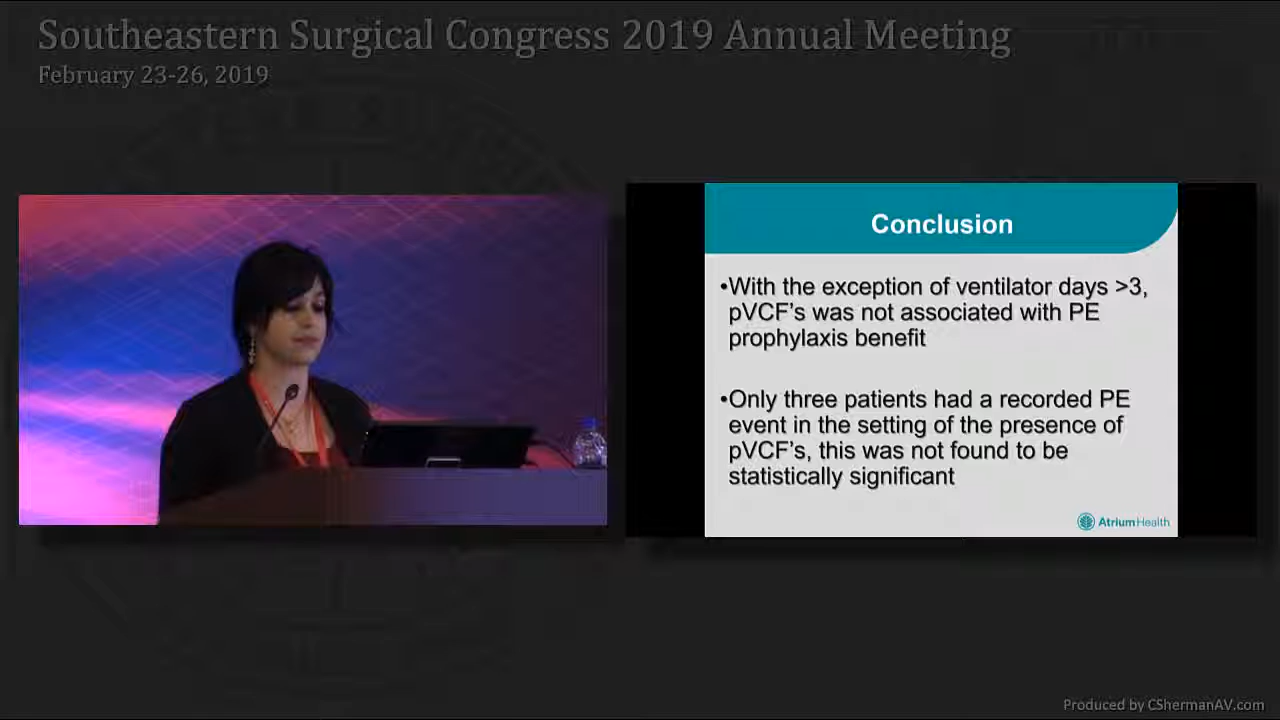 Southeastern Surgical Congress 2019 Annual Meeting
February 23-26, 2019
Conclusion
•With the exception of ventilator days >3,
pVCF's was not associated with PE
prophylaxis benefit
•Only three patients had a recorded PE
event in the setting of the presence of
pVCF's, this was not found to be
statistically significant
AtriumHealth
Produced by CShermanAV.com